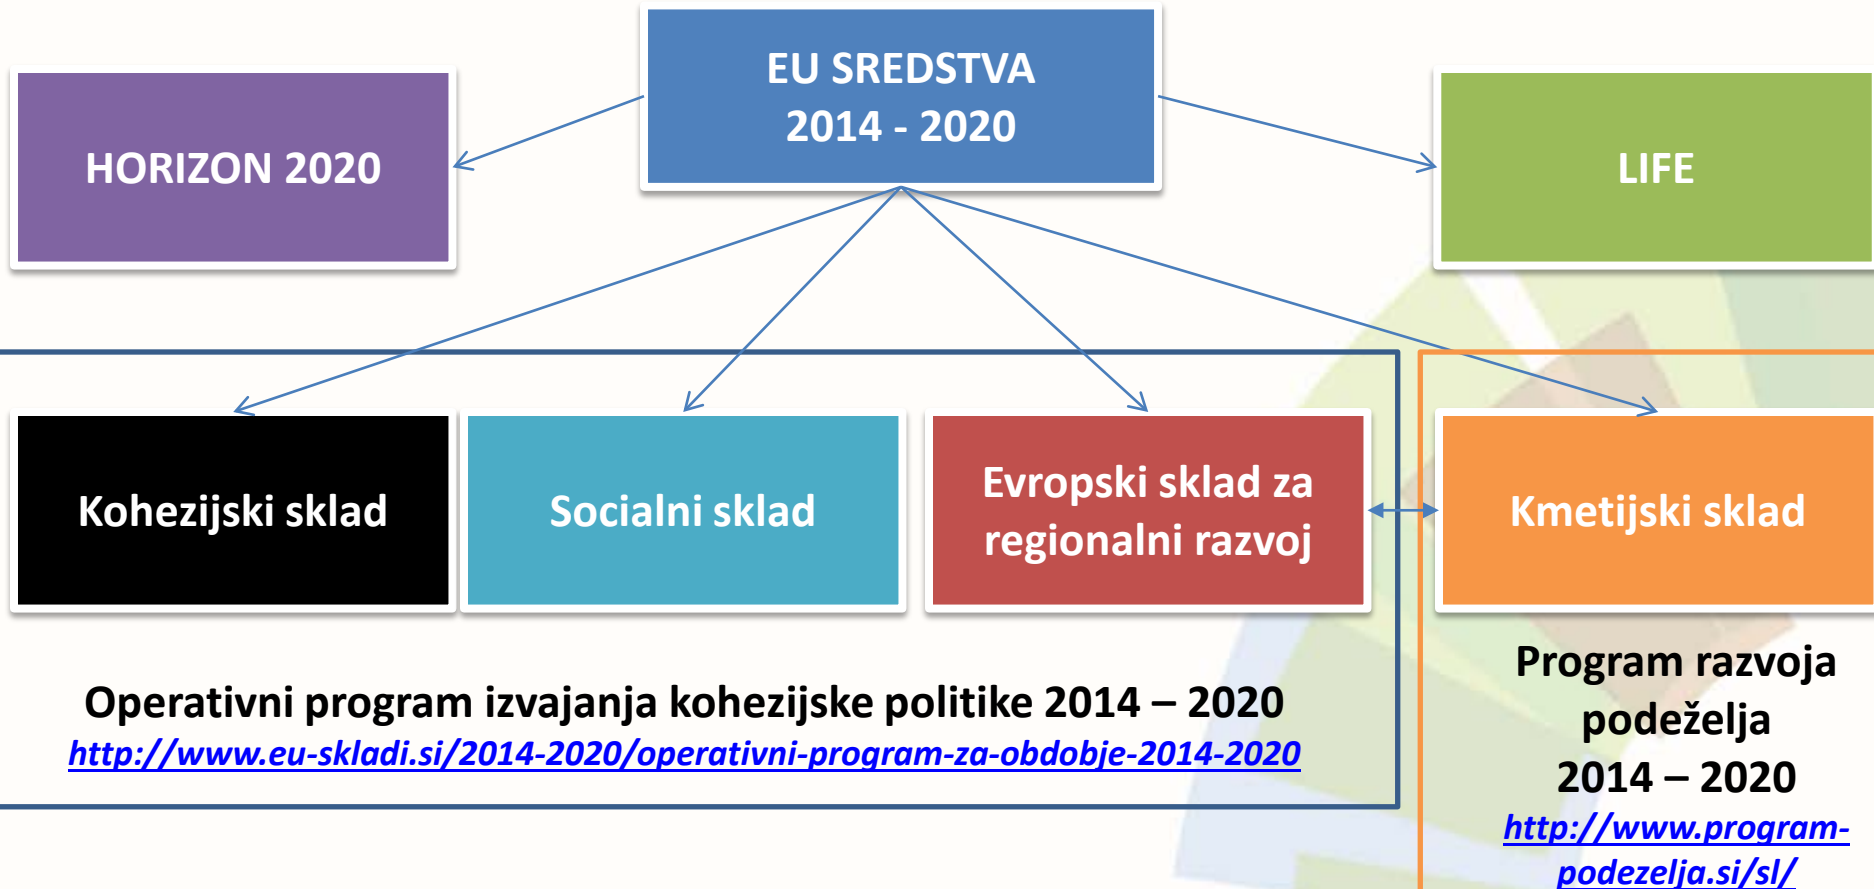 EU SREDSTVA
2014 - 2020
HORIZON 2020
LIFE
Kohezijski sklad
Socialni sklad
Evropski sklad za
regionalni razvoj
Kmetijski sklad
Operativni program izvajanja kohezijske politike 2014 – 2020
http://www.eu-skladi.si/2014-2020/operativni-program-za-obdobje-2014-2020
Program razvoja
podeželja
2014 – 2020
http://www.program-
podezelja.si/sl/